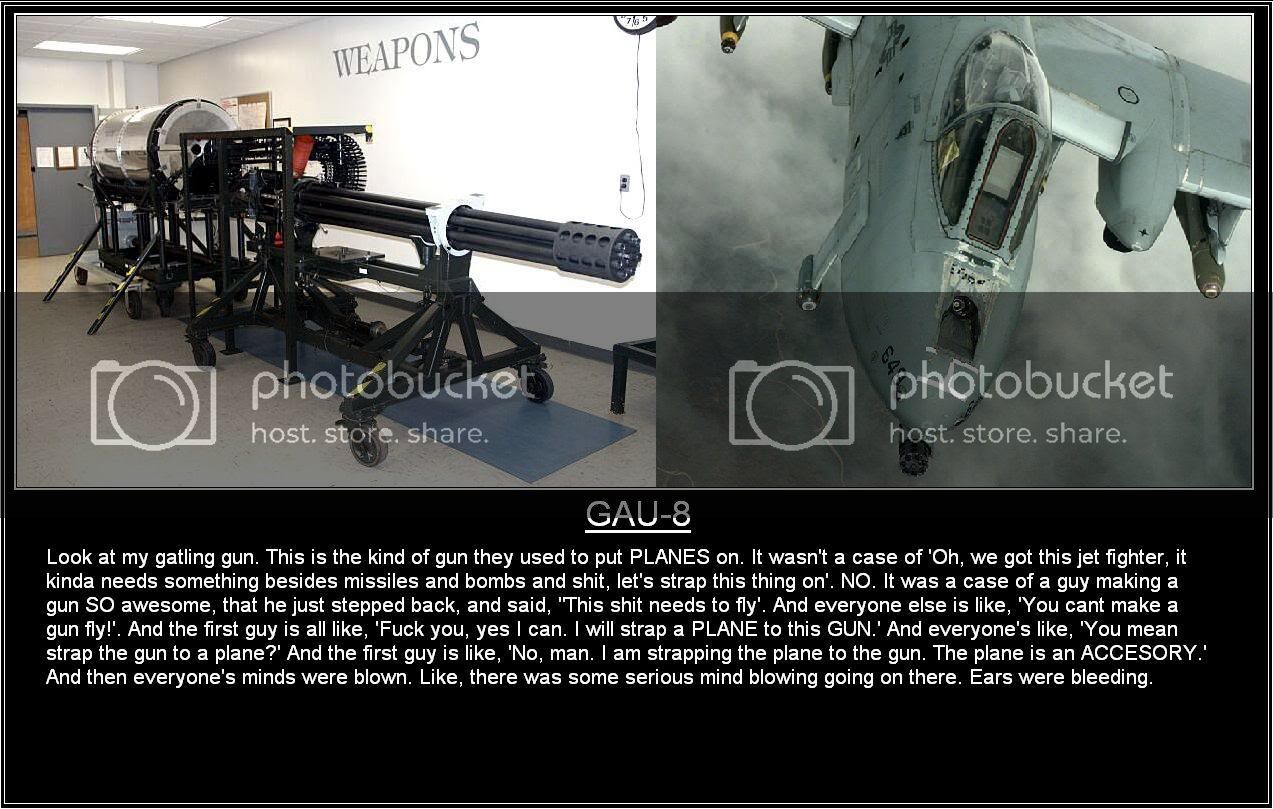 WEAPONS
photobucket
host. store. share.
photobucket
host. store. share.
GAU-8
Look at my gatling gun. This is the kind of gun they used to put PLANES on. It wasn't a case of 'Oh, we got this jet fighter, it
kinda needs something besides missiles and bombs and shit, let's strap this thing on'. NO. It was a case of a guy making a
gun SO awesome, that he just stepped back, and said, "This shit needs to fly'. And everyone else is like, 'You cant make a
gun fly!'. And the first guy is all like, 'Fuck you, yes I can. I will strap a PLANE to this GUN.' And everyone's like, 'You mean
strap the gun to a plane?' And the first guy is like, 'No, man. I am strapping the plane to the gun. The plane is an ACCESORY.'
And then everyone's minds were blown. Like, there was some serious mind blowing going on there. Ears were bleeding.